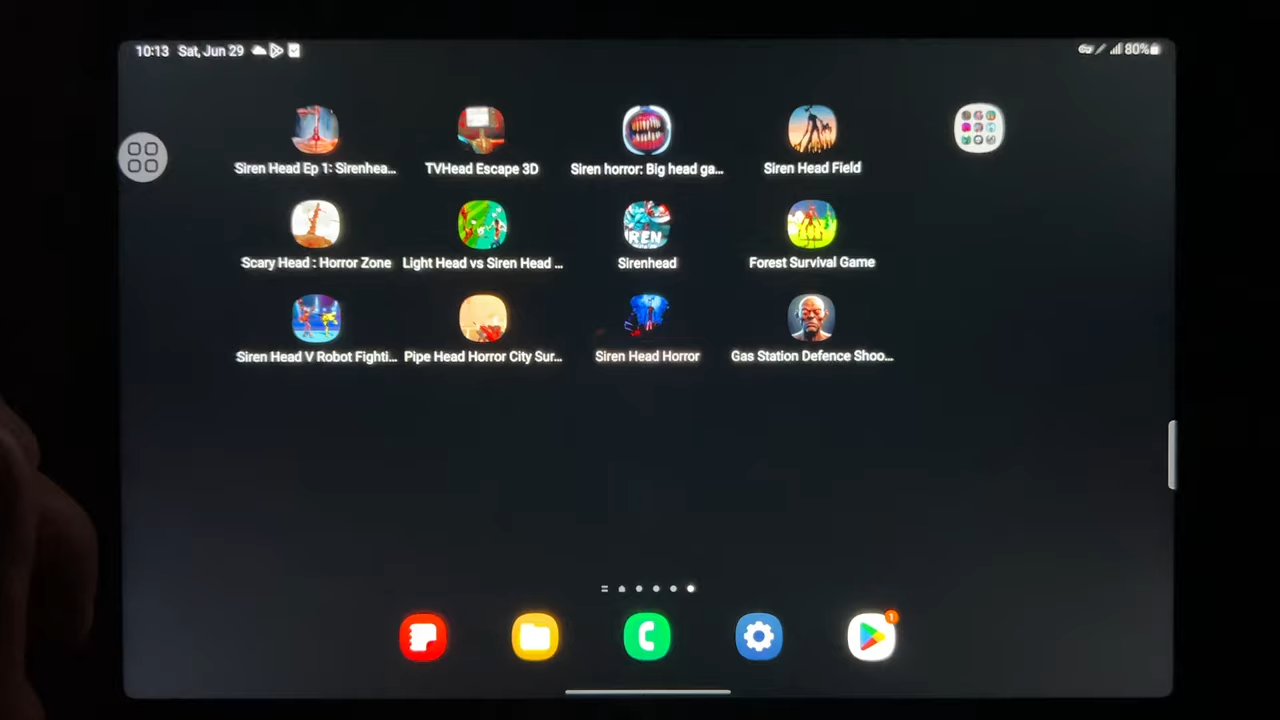 10:13 Sat, Jun 29
80%
Siren Head Ep 1: Sirenhea...
TVHead Escape 3D
Siren horror: Big head ga...
Siren Head Field
Scary Head : Horror Zone
Light Head vs Siren Head ...
REN
Sirenhead
Forest Survival Game
Siren Head V Robot Fighti...
Pipe Head Horror City Sur...
Siren Head Horror
Gas Station Defence Shoo...
1